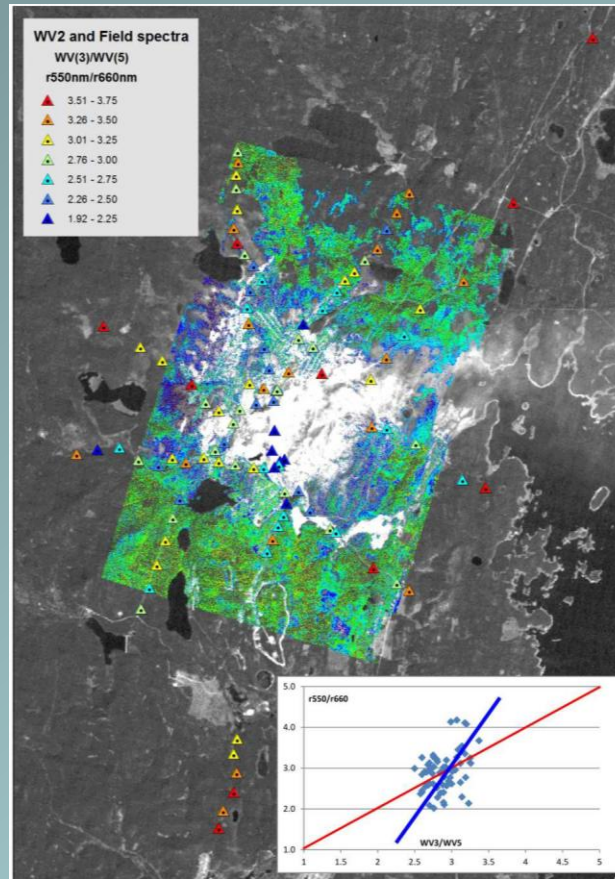 WV2 and Field spectra
WV(3)/WV(5)
r550nm/r660nm
3.51 - 3.75
3.26 - 3.50
3.01 - 3.25
2.76 - 3.00
2.51 - 2.75
2.26 - 2.50
1.92 - 2.25
5.0
r550/r660
4.0
3.0
2.0
WV3/WV5
1.0
1 1.5 2 2.5 3 3.5 4 4.5 5